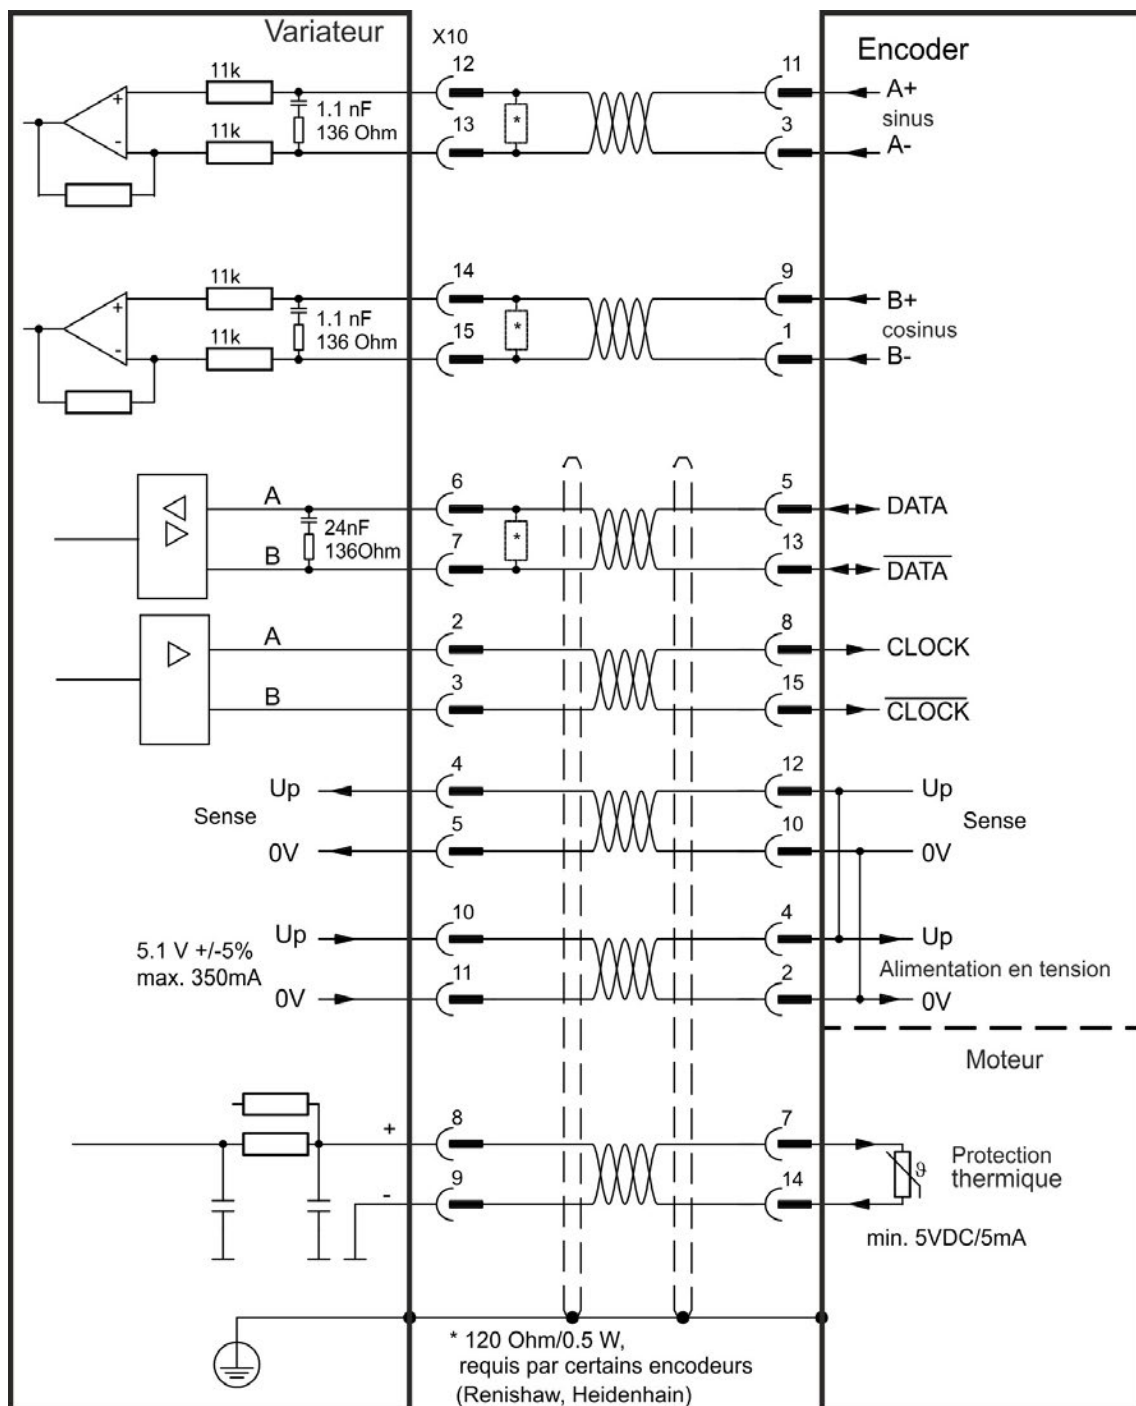 Variateur
X10
Encoder
11k
12
11
A+
1.1 nF
136 Ohm
*
sinus
11k
13
3
A-
+
-
11k
14
9
B+
1.1 nF
136 Ohm
*
cosinus
11k
15
1
B-
+
-
A
6
5
DATA
24nF
136Ohm
*
B
7
13
DATA
A
2
8
CLOCK
B
3
15
CLOCK
Up
4
12
Up
Sense
Sense
0V
5
10
0V
Up
10
4
Up
5.1 V +/-5%
max. 350mA
Alimentation en tension
0V
11
2
0V
Moteur
+
8
7
Protection
thermique
ϑ
-
9
14
min. 5VDC/5mA
* 120 Ohm/0.5 W,
requis par certains encodeurs
(Renishaw, Heidenhain)